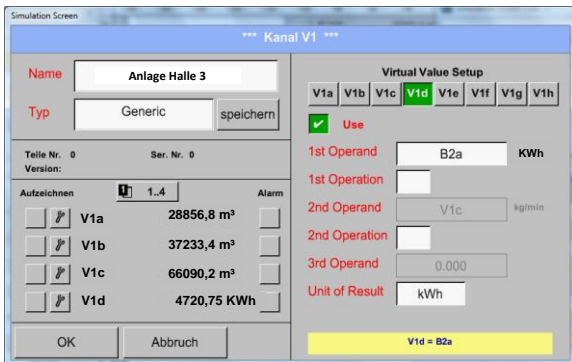 Simulation Screen
*** Kanal V1 ***
Name
Anlage Halle 3
Typ
Generic
speichern
Teile Nr. 0
Ser. Nr. 0
Version:
Aufzeichnen
1..4
Alarm
V1a
28856,8 m³
V1b
37233,4 m³
V1c
66090,2 m³
V1d
4720,75 KWh
OK
Abbruch
Virtual Value Setup
V1a V1b V1c V1d V1e V1f V1g V1h
Use
1st Operand
B2a
KWh
1st Operation
2nd Operand
V1c
kg/min
2nd Operation
3rd Operand
0.000
Unit of Result
kWh
V1d = B2a